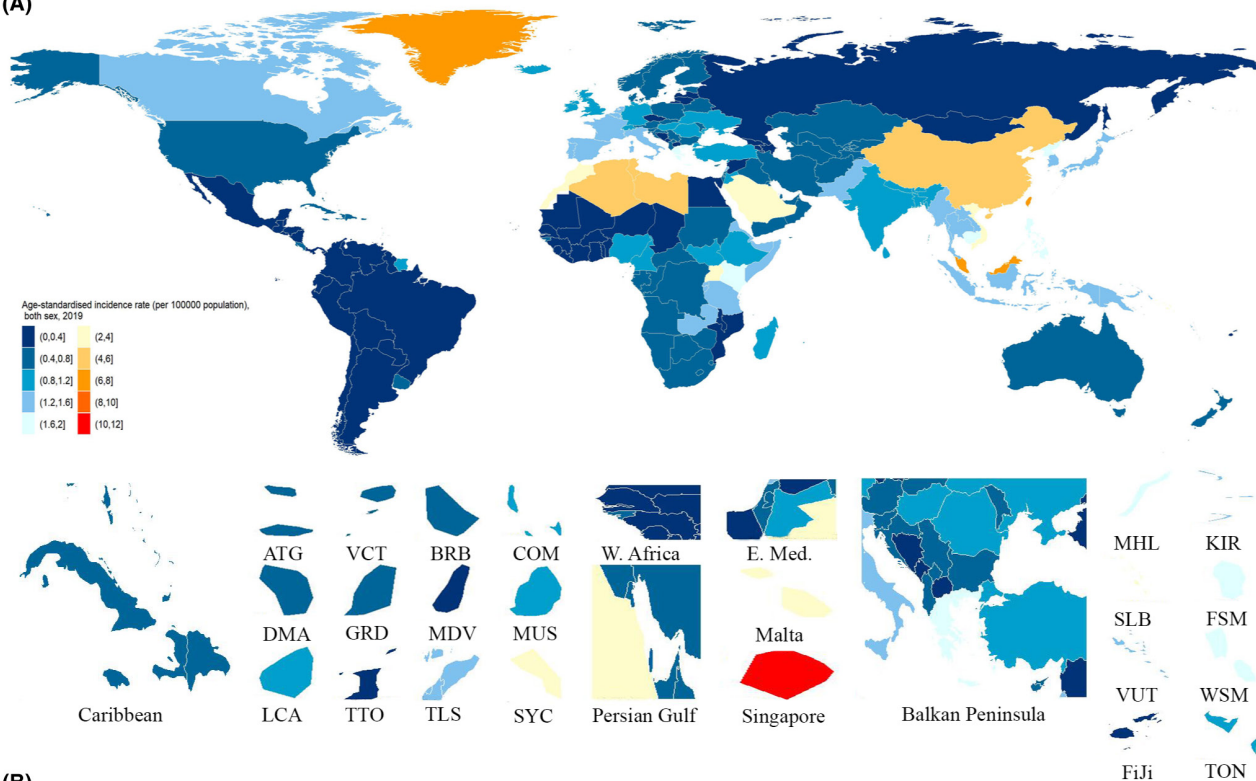 (A)
Age-standardised incidence rate (per 100000 population),
both sex, 2019
(0,0.4] (2,4]
(0.4,0.8] (4,6]
(0.8,1.2] (6,8]
(1.2,1.6] (8,10]
(1.6,2] (10,12]
ATG VCT BRB COM W. Africa E. Med.
MHL KIR
DMA GRD MDV MUS Malta
SLB FSM
LCA TTO TLS SYC Persian Gulf Singapore Balkan Peninsula
Caribbean
VUT WSM
FiJi TON
(B)